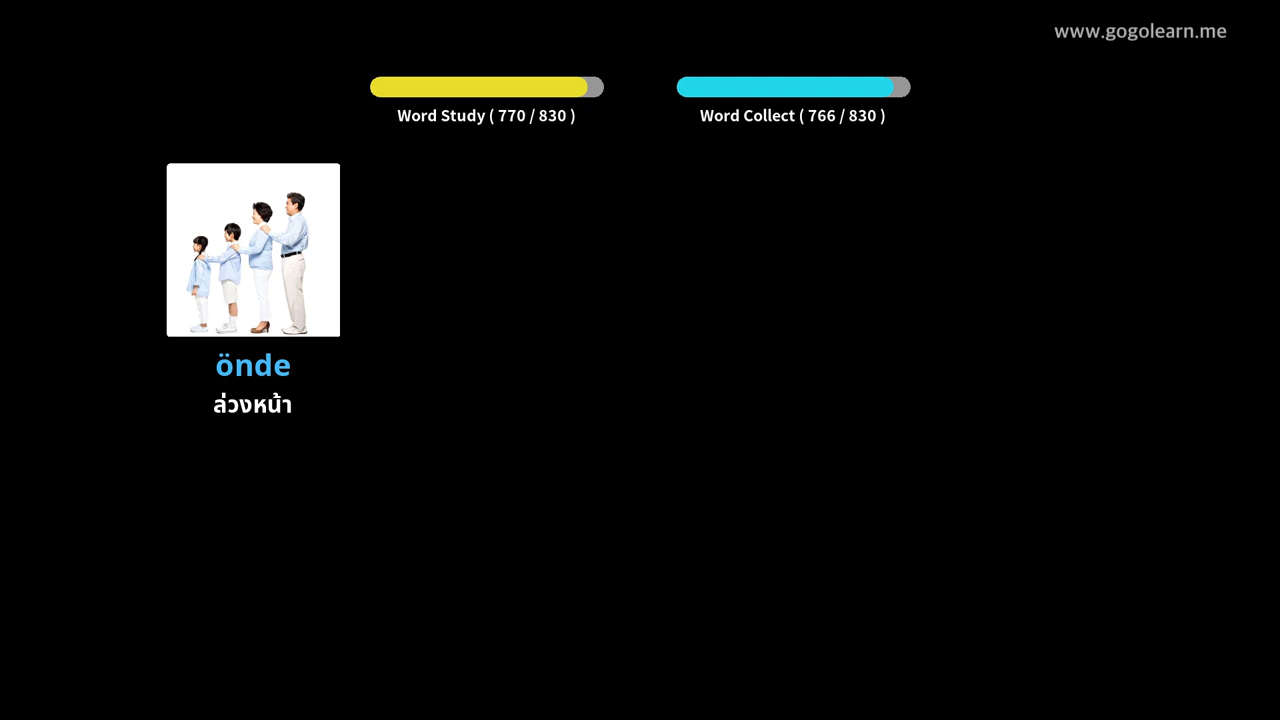 www.gogolearn.me
Word Study ( 770 / 830 )
Word Collect ( 766 / 830 )
önde
ล่วงหน้า